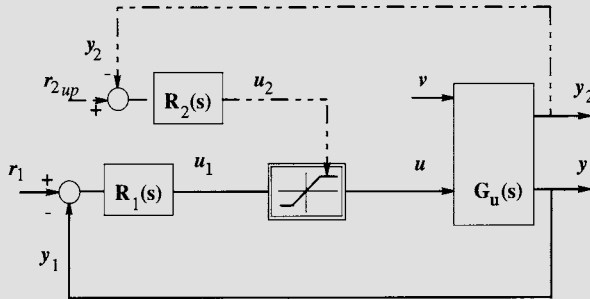 y2
-
r2up
+
R2(s)
u2
v
y2
r1
+
-
R1(s)
u1
u
Gu(s)
y
y1